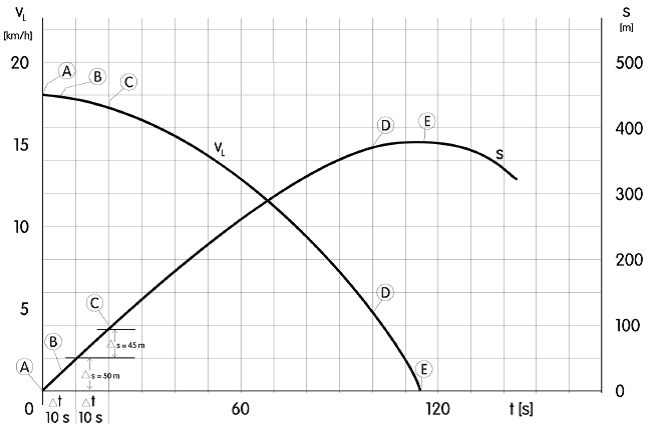 V_L S
[km/h] [m]
20 500
A B C
400
15 D E
V_L S
300
10
200
D
5 C 100
△ s = 45 m
B
A △ s = 50 m E
0 △t △t 60 120 t [s] 0
10 s 10 s